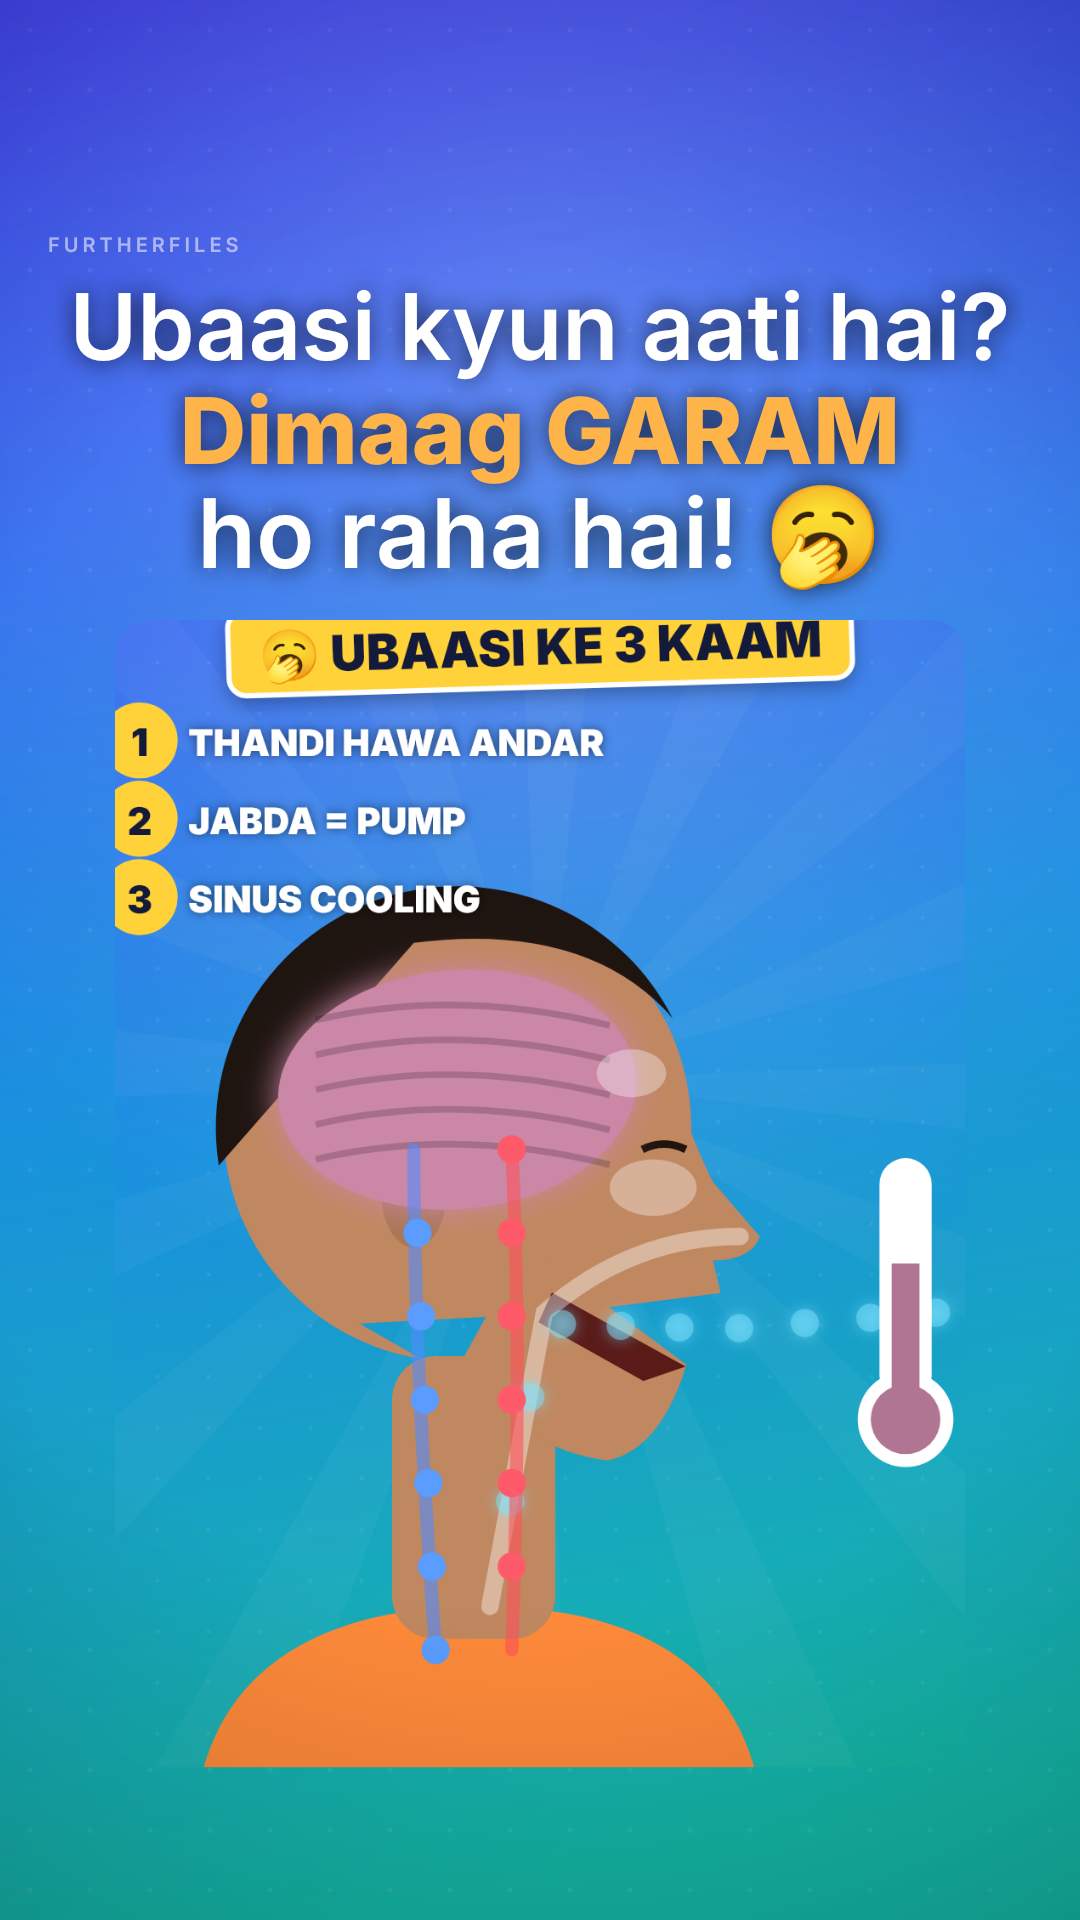 FURTHERFILES
Ubaasi kyun aati hai?
Dimaag GARAM
ho raha hai! 🥱
🥱 UBAASI KE 3 KAAM
1 THANDI HAWA ANDAR
2 JABDA = PUMP
3 SINUS COOLING